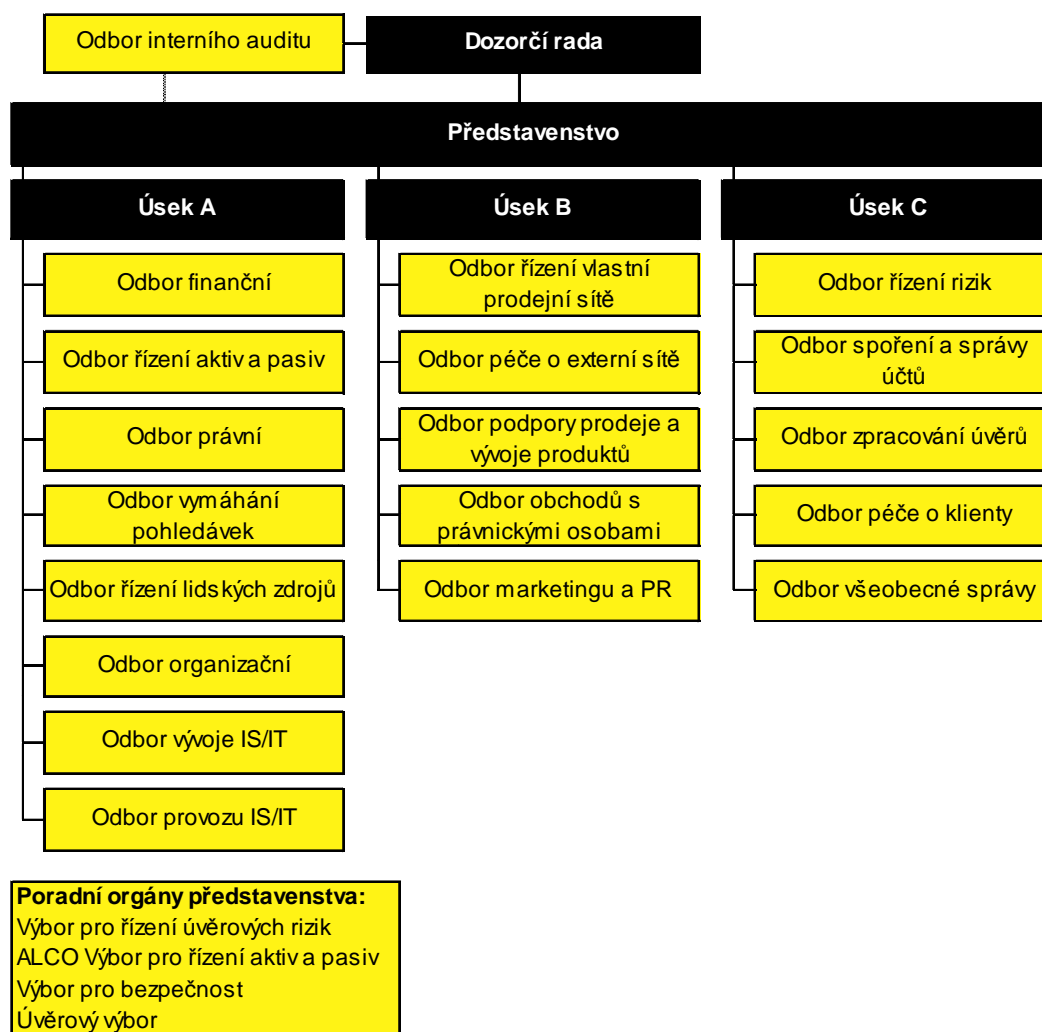 Odbor interního auditu
Dozorčí rada
Představenstvo
Úsek A
Úsek B
Úsek C
Odbor finanční
Odbor řízení aktiv a pasiv
Odbor právní
Odbor vymáhání
pohledávek
Odbor řízení lidských zdrojů
Odbor organizační
Odbor vývoje IS/IT
Odbor provozu IS/IT
Odbor řízení vlastní
prodejní sítě
Odbor péče o externí sítě
Odbor podpory prodeje a
vývoje produktů
Odbor obchodů s
právnickými osobami
Odbor marketingu a PR
Odbor řízení rizik
Odbor spoření a správy
účtů
Odbor zpracování úvěrů
Odbor péče o klienty
Odbor všeobecné správy
Poradní orgány představenstva:
Výbor pro řízení úvěrových rizik
ALCO Výbor pro řízení aktiv a pasiv
Výbor pro bezpečnost
Úvěrový výbor